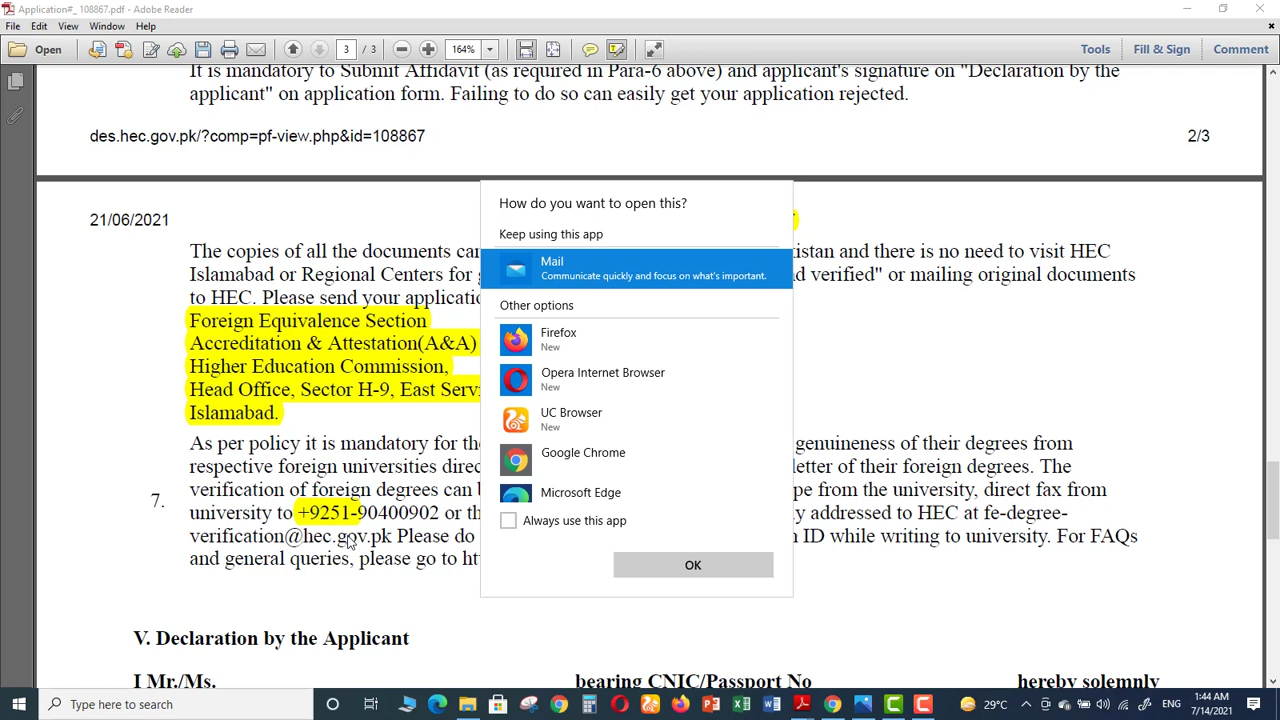 Application#_ 108867.pdf - Adobe Reader
File Edit View Window Help
Open 3 / 3 164% Tools Fill & Sign Comment
It is mandatory to Submit Affidavit (as required in Para-6 above) and applicant's signature on "Declaration by the
applicant" on application form. Failing to do so can easily get your application rejected.
des.hec.gov.pk/?comp=pf-view.php&id=108867 2/3
21/06/2021
The copies of all the documents can
istan and there is no need to visit HEC
Islamabad or Regional Centers for g
d verified" or mailing original documents
to HEC. Please send your applicatio
Foreign Equivalence Section
Accreditation & Attestation(A&A)
Higher Education Commission,
Head Office, Sector H-9, East Servi
Islamabad.
As per policy it is mandatory for the
genuineness of their degrees from
respective foreign universities direc
letter of their foreign degrees. The
verification of foreign degrees can b
pe from the university, direct fax from
7.
university to +9251-90400902 or th
y addressed to HEC at fe-degree-
verification@hec.gov.pk Please do
n ID while writing to university. For FAQs
and general queries, please go to ht
V. Declaration by the Applicant
I Mr./Ms. bearing CNIC/Passport No hereby solemnly
How do you want to open this?
Keep using this app
Mail
Communicate quickly and focus on what's important.
Other options
Firefox
New
Opera Internet Browser
New
UC Browser
New
Google Chrome
Microsoft Edge
Always use this app
OK
Type here to search
29°C ENG 1:44 AM
7/14/2021